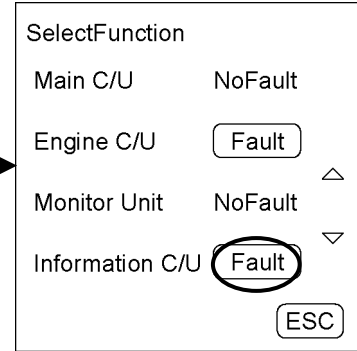 SelectFunction
Main C/U NoFault
Engine C/U Fault
Monitor Unit NoFault
Information C/U Fault
ESC